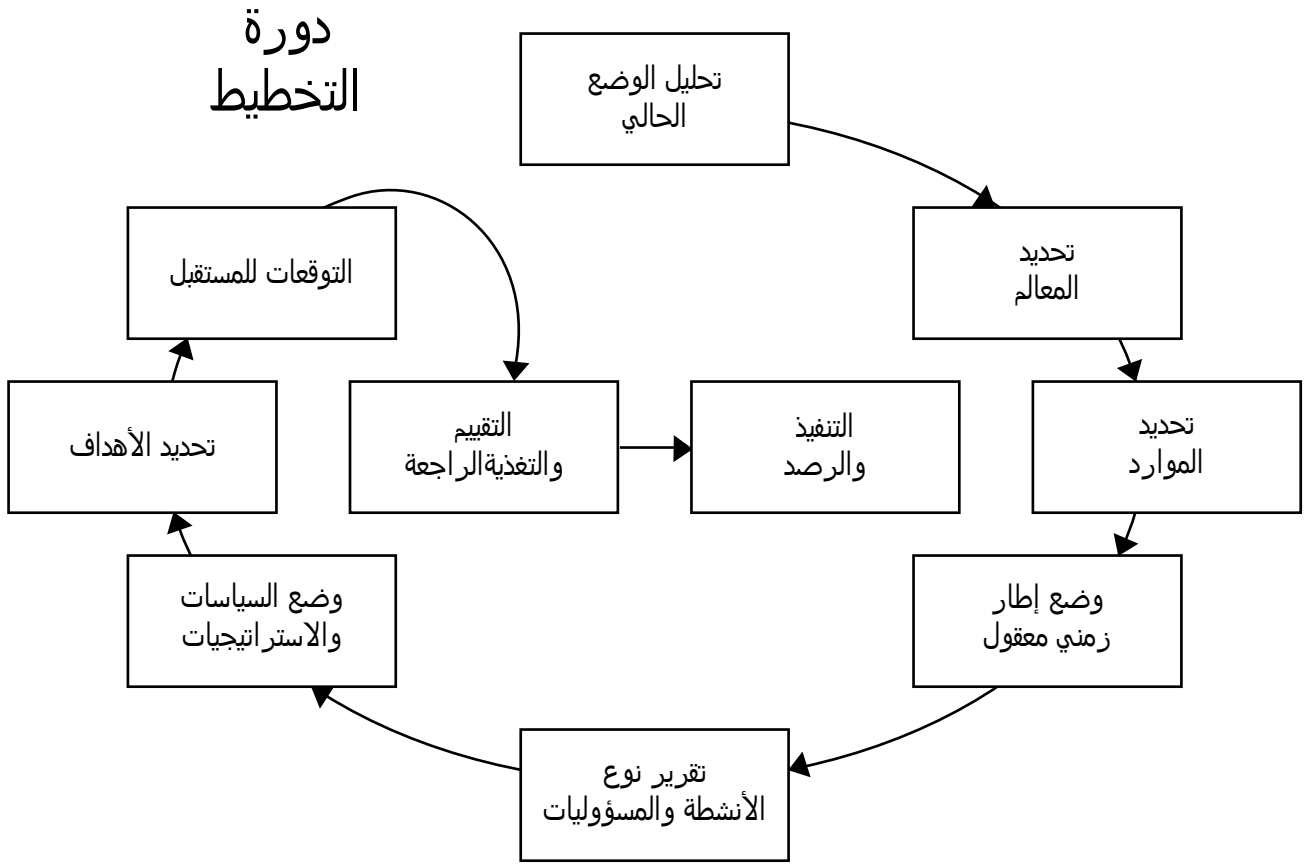 دورة
التخطيط
تحليل الوضع
الحالي
تحديد
المعالم
تحديد
الموارد
وضع إطار
زمني معقول
تقرير نوع
الأنشطة والمسؤوليات
وضع السياسات
والاستراتيجيات
تحديد الأهداف
التوقعات للمستقبل
التقييم
والتغذيةالراجعة
التنفيذ
والرصد